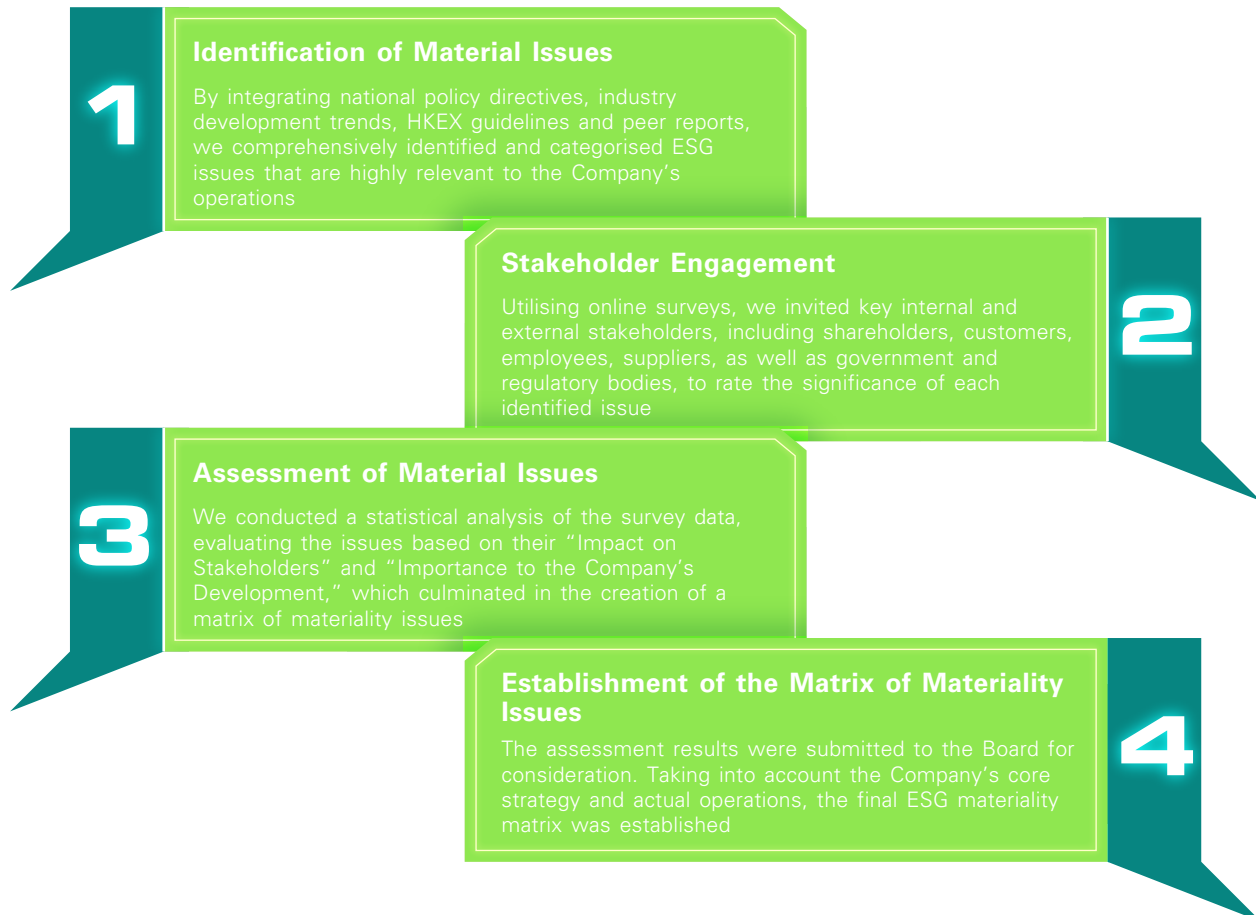 1
Identification of Material Issues
By integrating national policy directives, industry
development trends, HKEX guidelines and peer reports,
we comprehensively identified and categorised ESG
issues that are highly relevant to the Company's
operations
2
Stakeholder Engagement
Utilising online surveys, we invited key internal and
external stakeholders, including shareholders, customers,
employees, suppliers, as well as government and
regulatory bodies, to rate the significance of each
identified issue
3
Assessment of Material Issues
We conducted a statistical analysis of the survey data,
evaluating the issues based on their “Impact on
Stakeholders” and “Importance to the Company’s
Development,” which culminated in the creation of a
matrix of materiality issues
4
Establishment of the Matrix of Materiality
Issues
The assessment results were submitted to the Board for
consideration. Taking into account the Company’s core
strategy and actual operations, the final ESG materiality
matrix was established